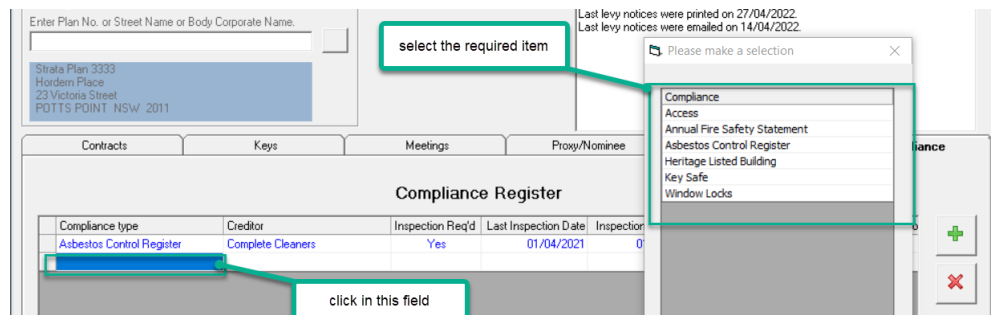 Enter Plan No. or Street Name or Body Corporate Name.
Last levy notices were printed on 27/04/2022.
Last levy notices were emailed on 14/04/2022.
select the required item
Please make a selection
Strata Plan 3333
Hordern Place
23 Victoria Street
POTTS POINT NSW 2011
Compliance
Access
Annual Fire Safety Statement
Asbestos Control Register
Heritage Listed Building
Key Safe
Window Locks
Contracts
Keys
Meetings
Proxy/Nominee
Compliance Register
Compliance type
Creditor
Inspection Req'd
Last Inspection Date
Inspection
Asbestos Control Register
Complete Cleaners
Yes
01/04/2021
click in this field